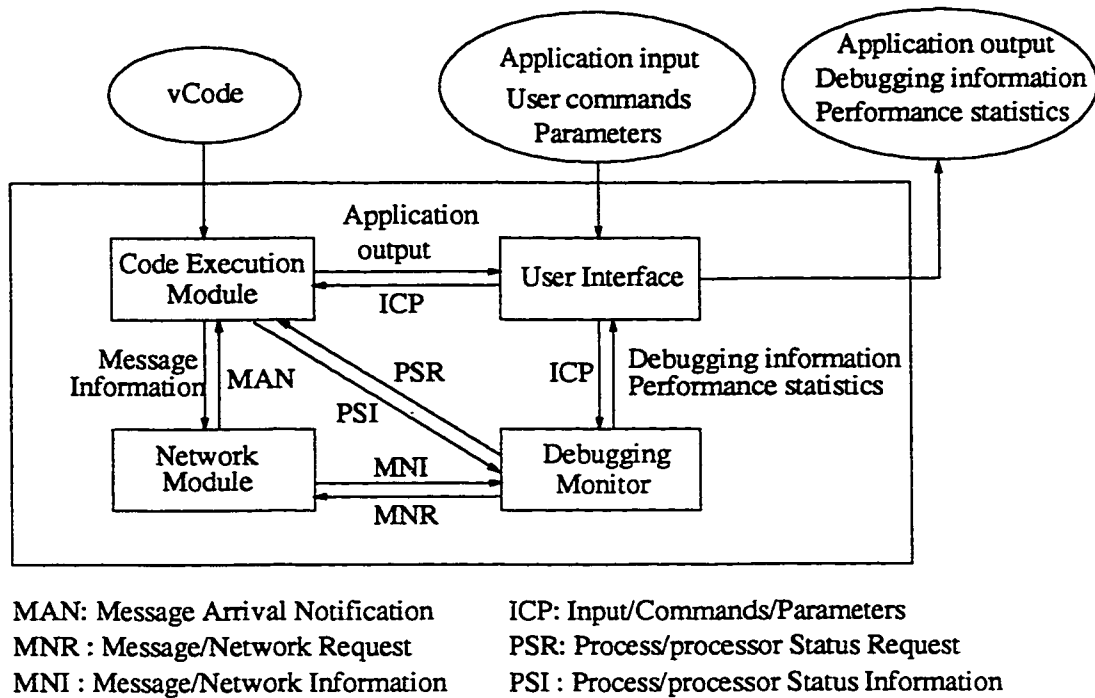 vCode
Application input
User commands
Parameters
Application output
Debugging information
Performance statistics
Code Execution
Module
Application
output
ICP
User Interface
Message
Information
MAN
PSR
PSI
ICP
Debugging information
Performance statistics
Network
Module
MNI
MNR
Debugging
Monitor
MAN: Message Arrival Notification
ICP: Input/Commands/Parameters
MNR : Message/Network Request
PSR: Process/processor Status Request
MNI : Message/Network Information
PSI : Process/processor Status Information